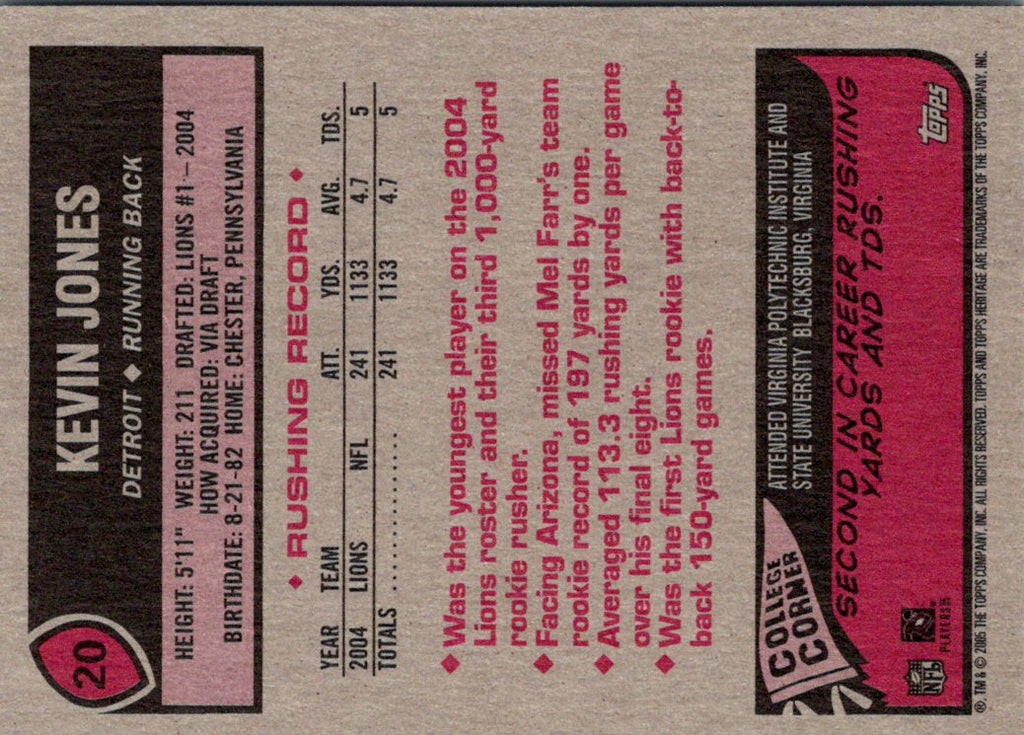 20
KEVIN JONES
DETROIT ◆ RUNNING BACK
HEIGHT: 5'11" WEIGHT: 211 DRAFTED: LIONS #1–2004
HOW ACQUIRED: VIA DRAFT
BIRTHDATE: 8-21-82 HOME: CHESTER, PENNSYLVANIA
◆ RUSHING RECORD ◆
YEAR TEAM ATT. YDS. AVG. TDS.
2004 LIONS NFL 241 1133 4.7 5
TOTALS ............... 241 1133 4.7 5
◆ Was the youngest player on the 2004
Lions roster and their third 1,000-yard
rookie rusher.
◆ Facing Arizona, missed Mel Farr's team
rookie record of 197 yards by one.
◆ Averaged 113.3 rushing yards per game
over his final eight.
◆ Was the first Lions rookie with back-to-
back 150-yard games.
COLLEGE
CORNER
ATTENDED VIRGINIA POLYTECHNIC INSTITUTE AND
STATE UNIVERSITY BLACKSBURG, VIRGINIA
SECOND IN CAREER RUSHING
YARDS AND TDS.
NFL
PLAYERS
topps
®, TM & © 2005 THE TOPPS COMPANY, INC. ALL RIGHTS RESERVED. TOPPS AND TOPPS HERITAGE ARE TRADEMARKS OF THE TOPPS COMPANY, INC.